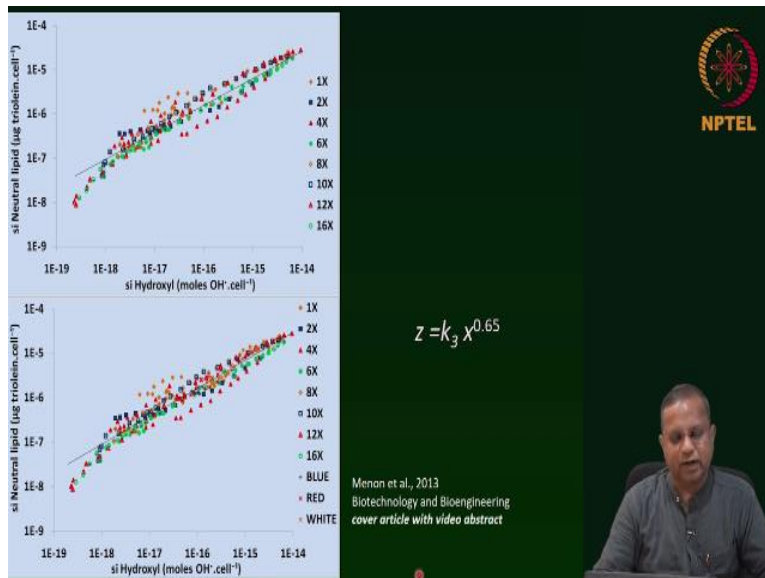 1E-4
1E-5
1E-6
1E-7
1E-8
1E-9
si Neutral lipid (µg triolein.cell⁻¹)
1E-19 1E-18 1E-17 1E-16 1E-15 1E-14
si Hydroxyl (moles OH·.cell⁻¹)
1X
2X
4X
6X
8X
10X
12X
16X
1E-4
1E-5
1E-6
1E-7
1E-8
1E-9
si Neutral lipid (µg triolein.cell⁻¹)
1E-19 1E-18 1E-17 1E-16 1E-15 1E-14
si Hydroxyl (moles OH·.cell⁻¹)
1X
2X
4X
6X
8X
10X
12X
16X
BLUE
RED
WHITE
z =k₃ x⁰·⁶⁵
Menon et al., 2013
Biotechnology and Bioengineering
cover article with video abstract
NPTEL